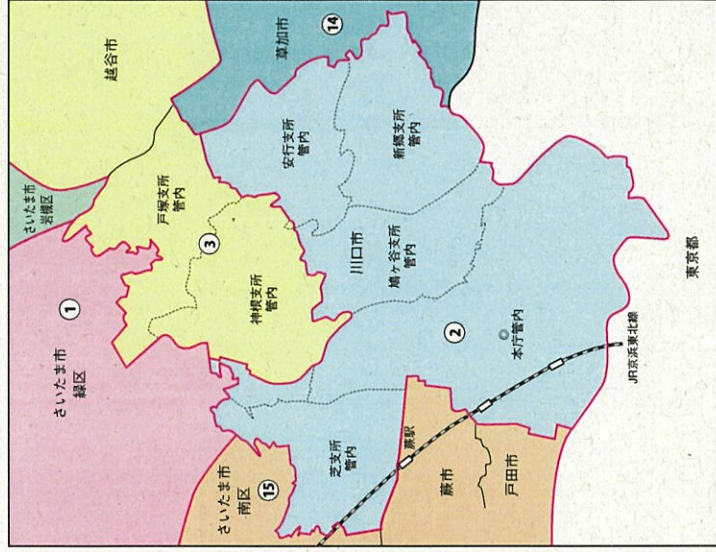 越谷市
草加市
⑭
さいたま市
岩槻区
戸塚支所
管内
安行支所
管内
新郷支所
管内
①
さいたま市
緑区
③
神根支所
管内
川口市
鳩ヶ谷支所
管内
②
本庁管内
さいたま市
南区
⑮
芝支所
管内
蕨駅
蕨市
戸田市
JR京浜東北線
東京都